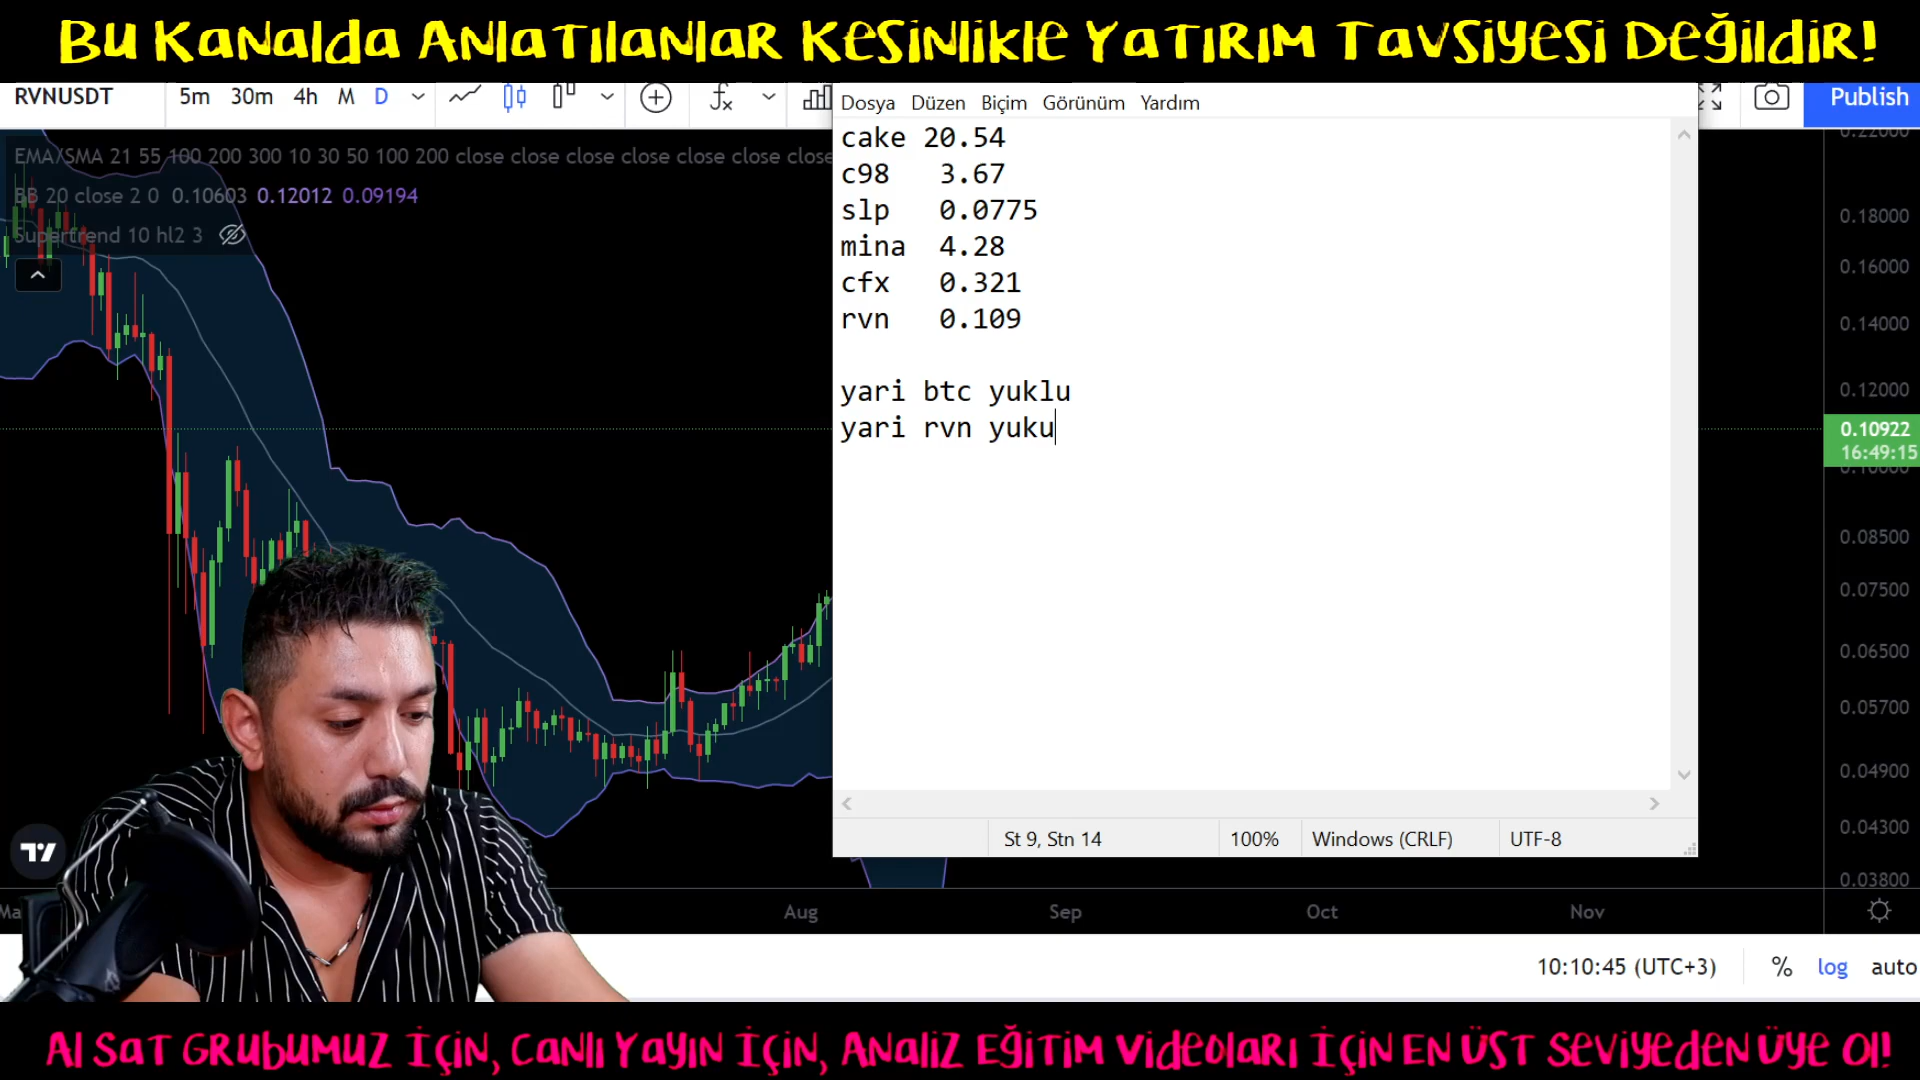 Bu Kanalda Anlatılanlar Kesinlikle Yatırım Tavsiyesi Değildir!
RVNUSDT 5m 30m 4h M D
Publish
Dosya Düzen Biçim Görünüm Yardım
EMA/SMA 21 55 100 200 300 10 30 50 100 200 close close close close close close
BB 20 close 2 0 0.10603 0.12012 0.09194
Supertrend 10 hl2 3
cake 20.54
c98 3.67
slp 0.0775
mina 4.28
cfx 0.321
rvn 0.109
yari btc yuklu
yari rvn yuku
0.22000
0.18000
0.16000
0.14000
0.12000
0.10922
16:49:15
0.10000
0.08500
0.07500
0.06500
0.05700
0.04900
0.04300
0.03800
St 9, Stn 14 100% Windows (CRLF) UTF-8
Ma Aug Sep Oct Nov
10:10:45 (UTC+3) % log auto
Al Sat Grubumuz İçin, Canlı Yayın İçin, Analiz Eğitim Videoları İçin En Üst Seviyeden Üye Ol!